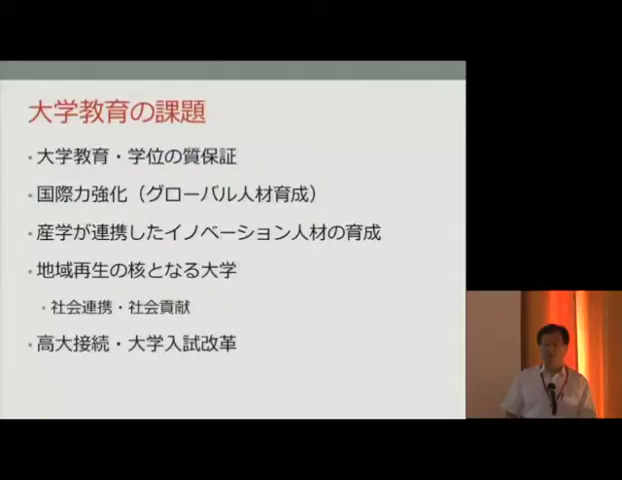 大学教育の課題
・大学教育・学位の質保証
・国際力強化（グローバル人材育成）
・産学が連携したイノベーション人材の育成
・地域再生の核となる大学
・社会連携・社会貢献
・高大接続・大学入試改革